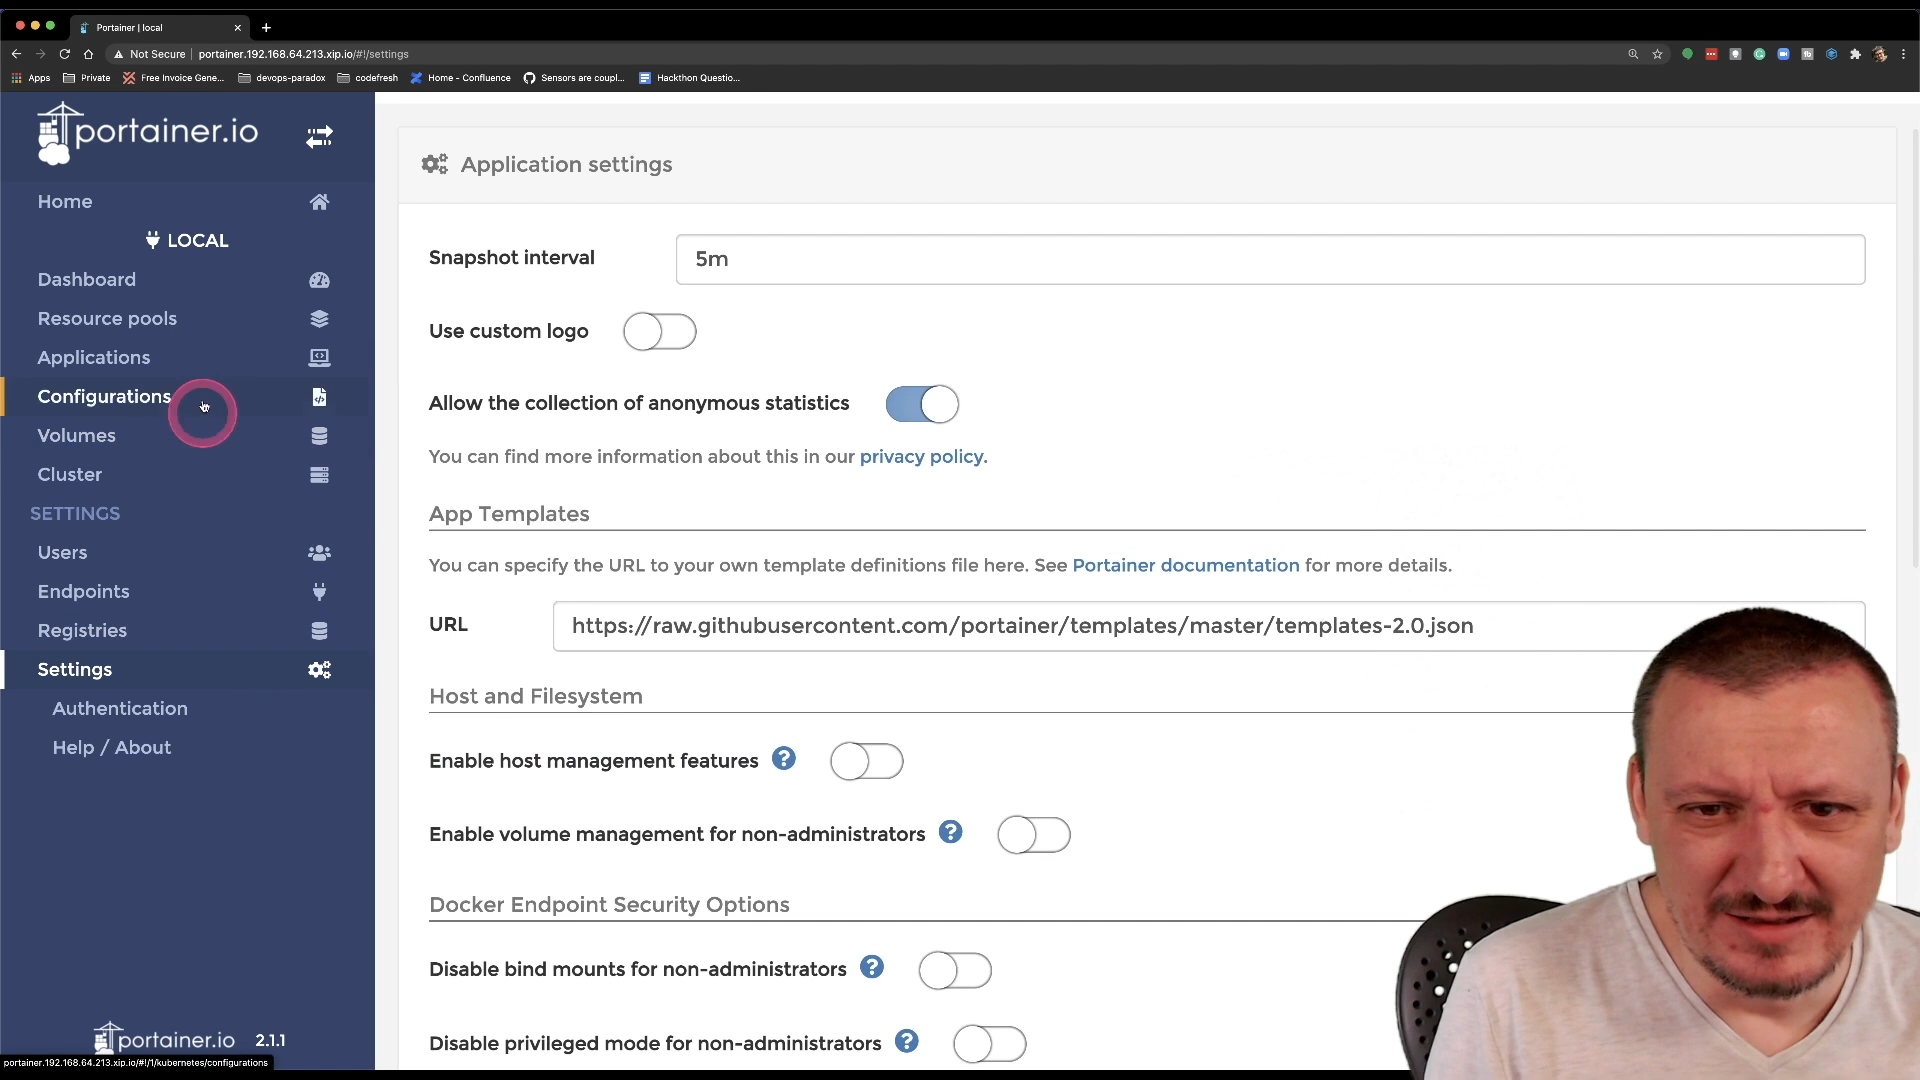 Portainer | local
Not Secure | portainer.192.168.64.213.xip.io/#!/settings
Apps
Private
Free Invoice Gene...
devops-paradox
codefresh
Home - Confluence
Sensors are coupl...
Hackthon Questio...
portainer.io
Home
LOCAL
Dashboard
Resource pools
Applications
Configurations
Volumes
Cluster
SETTINGS
Users
Endpoints
Registries
Settings
Authentication
Help / About
portainer.io 2.1.1
portainer.192.168.64.213.xip.io/#!/1/kubernetes/configurations
Application settings
Snapshot interval
5m
Use custom logo
Allow the collection of anonymous statistics
You can find more information about this in our privacy policy.
App Templates
You can specify the URL to your own template definitions file here. See Portainer documentation for more details.
URL
https://raw.githubusercontent.com/portainer/templates/master/templates-2.0.json
Host and Filesystem
Enable host management features ?
Enable volume management for non-administrators ?
Docker Endpoint Security Options
Disable bind mounts for non-administrators ?
Disable privileged mode for non-administrators ?